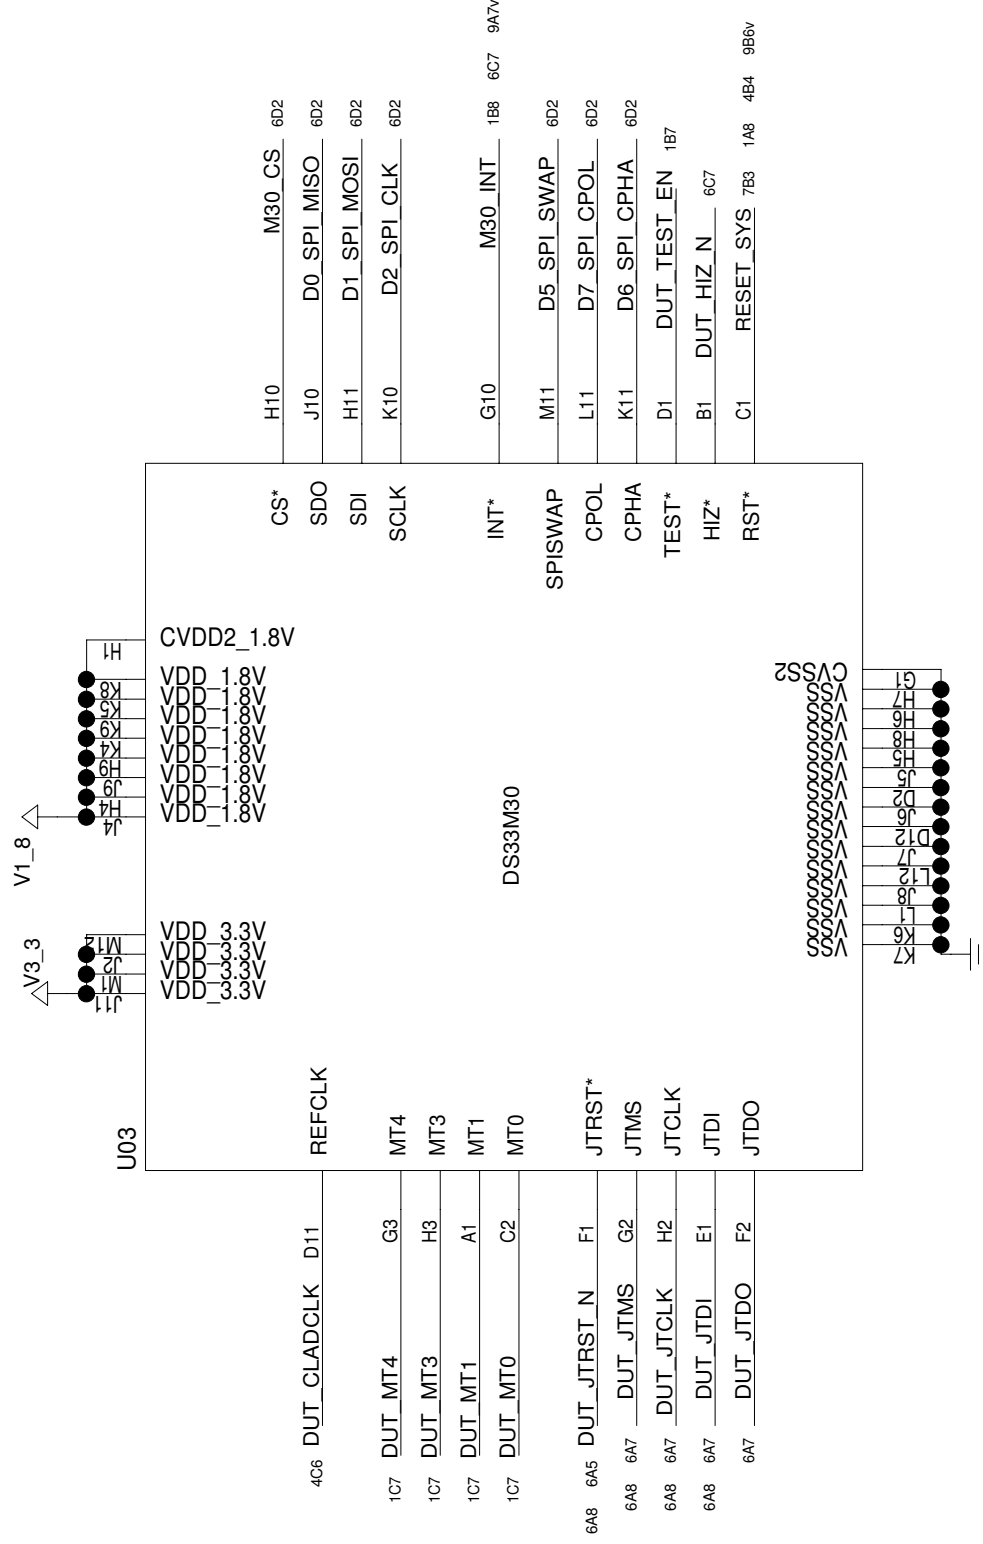 V3_3
V1_8
U03
DS33M30
4C6 DUT_CLADCLK D11 REFCLK
1C7 DUT_MT4 G3 MT4
1C7 DUT_MT3 H3 MT3
1C7 DUT_MT1 A1 MT1
1C7 DUT_MT0 C2 MT0
6A8 6A5 DUT_JTRST_N F1 JTRST*
6A8 6A7 DUT_JTMS G2 JTMS
6A8 6A7 DUT_JTCLK H2 JTCLK
6A8 6A7 DUT_JTDI E1 JTDI
6A7 DUT_JTDO F2 JTDO
J11 VDD_3.3V
M1 VDD_3.3V
J2 VDD_3.3V
M12 VDD_3.3V
J4 VDD_1.8V
H4 VDD_1.8V
J9 VDD_1.8V
H9 VDD_1.8V
K4 VDD_1.8V
K9 VDD_1.8V
K5 VDD_1.8V
K8 VDD_1.8V
H1 CVDD2_1.8V
CS* H10 M30_CS 6D2
SDO J10 D0_SPI_MISO 6D2
SDI H11 D1_SPI_MOSI 6D2
SCLK K10 D2_SPI_CLK 6D2
INT* G10 M30_INT 1B8 6C7 9A7v
SPISWAP M11 D5_SPI_SWAP 6D2
CPOL L11 D7_SPI_CPOL 6D2
CPHA K11 D6_SPI_CPHA 6D2
TEST* D1 DUT_TEST_EN 1B7
HIZ* B1 DUT_HIZ_N 6C7
RST* C1 RESET_SYS 7B3 1A8 4B4 9B6v
VSS K7
VSS K6
VSS L1
VSS J8
VSS L12
VSS J7
VSS D12
VSS J6
VSS D2
VSS J5
VSS H5
VSS H8
VSS H6
VSS H7
CVSS2 G1